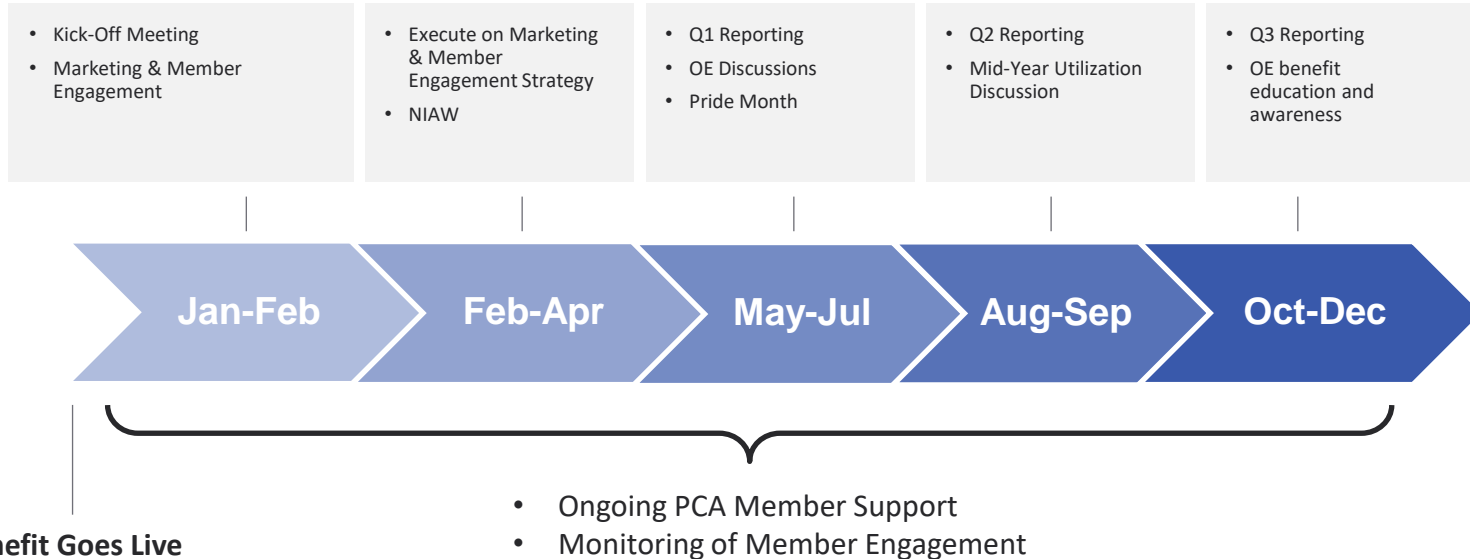 • Kick-Off Meeting
• Marketing & Member
Engagement
• Execute on Marketing
& Member
Engagement Strategy
• NIAW
• Q1 Reporting
• OE Discussions
• Pride Month
• Q2 Reporting
• Mid-Year Utilization
Discussion
• Q3 Reporting
• OE benefit
education and
awareness
Jan-Feb
Feb-Apr
May-Jul
Aug-Sep
Oct-Dec
• Ongoing PCA Member Support
• Monitoring of Member Engagement
Goes Live